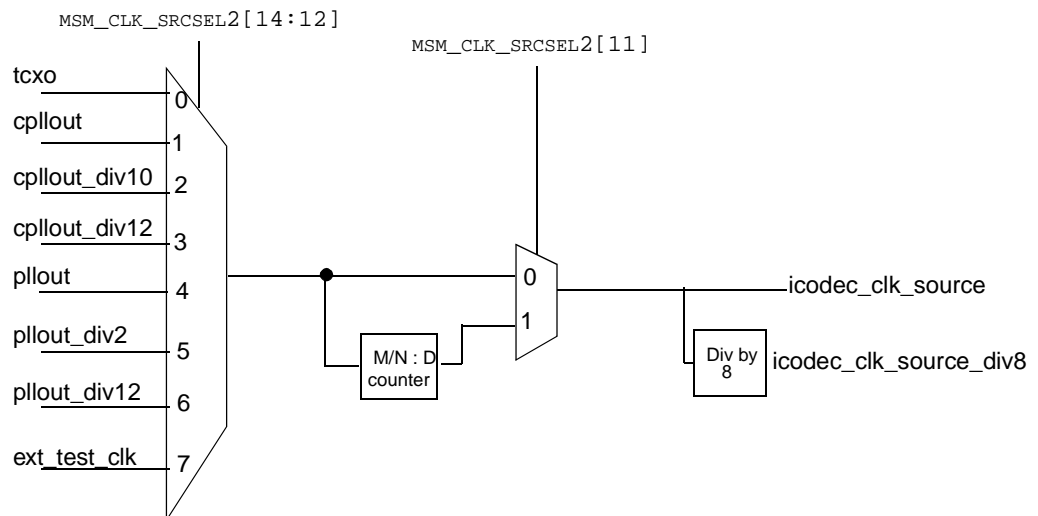 MSM_CLK_SRCSEL2[14:12]
MSM_CLK_SRCSEL2[11]
tcxo
0
cpllout
1
cpllout_div10
2
cpllout_div12
3
pllout
4
pllout_div2
5
pllout_div12
6
ext_test_clk
7
0
1
M/N : D
counter
icodec_clk_source
Div by
8
icodec_clk_source_div8